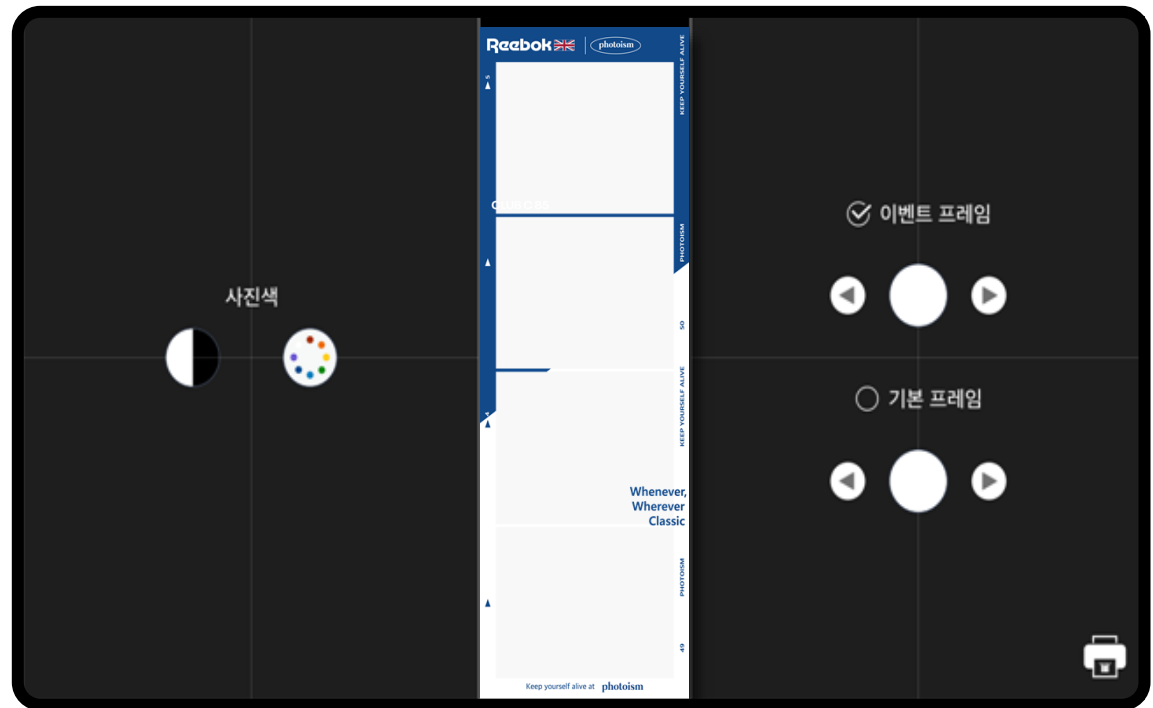 사진색
Reebok
photoism
KEEP YOURSELF ALIVE
5
PHOTOISM
50
KEEP YOURSELF ALIVE
Whenever,
Wherever
Classic
PHOTOISM
49
Keep yourself alive at photoism
이벤트 프레임
기본 프레임